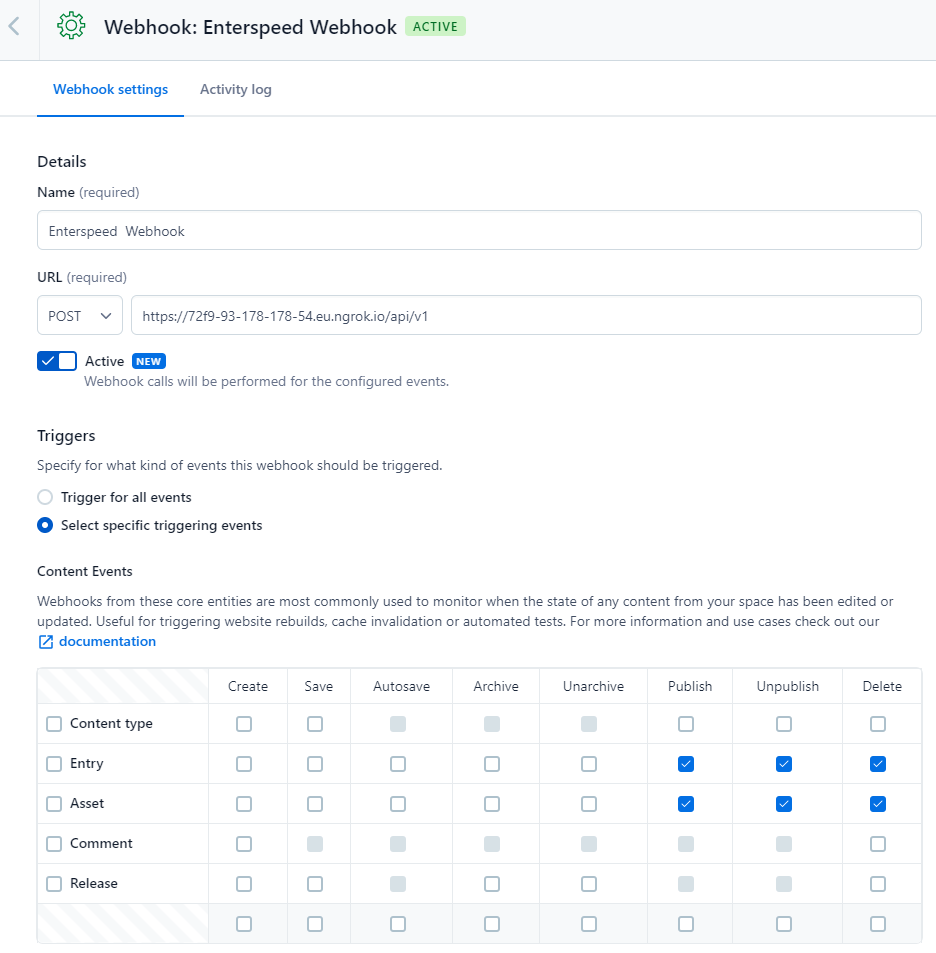 Webhook: Enterspeed Webhook ACTIVE
Webhook settings Activity log
Details
Name (required)
Enterspeed  Webhook
URL (required)
POST https://72f9-93-178-178-54.eu.ngrok.io/api/v1
Active NEW
Webhook calls will be performed for the configured events.
Triggers
Specify for what kind of events this webhook should be triggered.
Trigger for all events
Select specific triggering events
Content Events
Webhooks from these core entities are most commonly used to monitor when the state of any content from your space has been edited or
updated. Useful for triggering website rebuilds, cache invalidation or automated tests. For more information and use cases check out our
documentation
Create Save Autosave Archive Unarchive Publish Unpublish Delete
Content type
Entry
Asset
Comment
Release